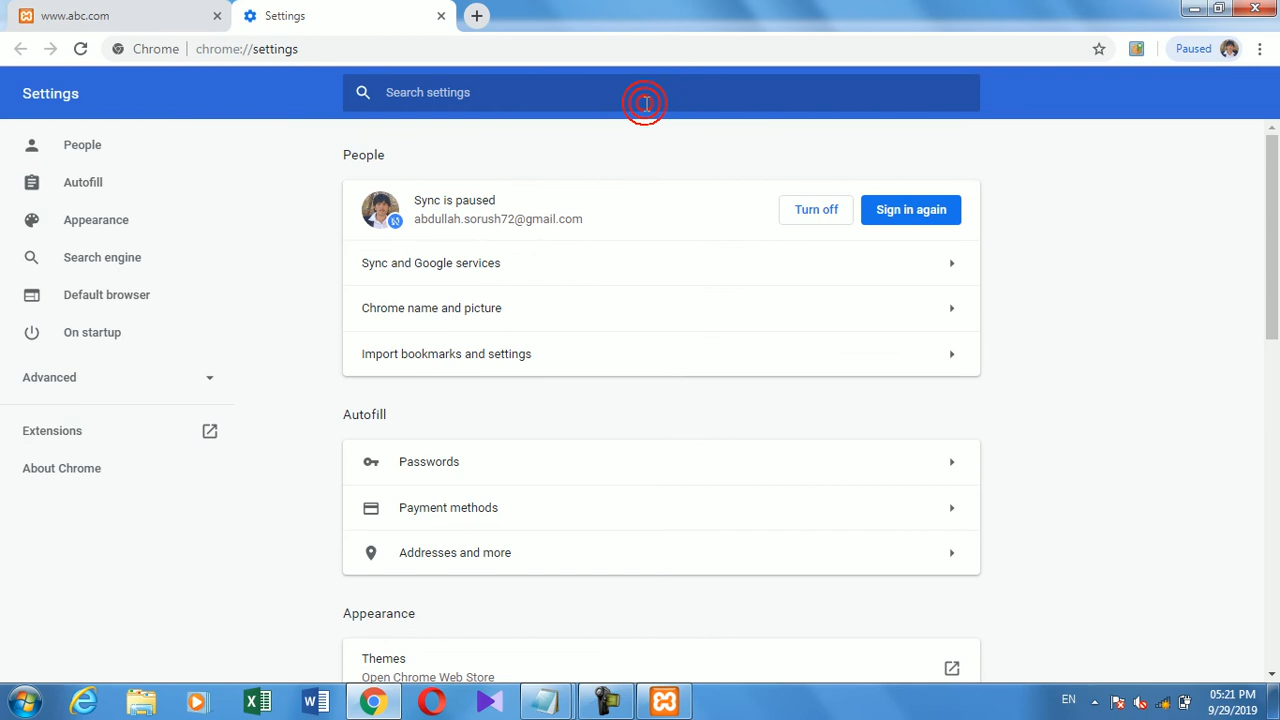 www.abc.com
Settings
Chrome
chrome://settings
Paused
Settings
Search settings
People
Autofill
Appearance
Search engine
Default browser
On startup
Advanced
Extensions
About Chrome
People
Sync is paused
abdullah.sorush72@gmail.com
Turn off
Sign in again
Sync and Google services
Chrome name and picture
Import bookmarks and settings
Autofill
Passwords
Payment methods
Addresses and more
Appearance
Themes
Open Chrome Web Store
EN
05:21 PM
9/29/2019